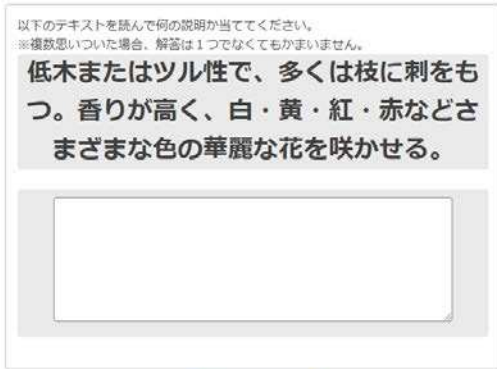 以下のテキストを読んで何の説明か当ててください。
※複数思いついた場合、解答は１つでなくてもかまいません。
低木またはツル性で、多くは枝に刺をも
つ。香りが高く、白・黄・紅・赤などさ
まざまな色の華麗な花を咲かせる。